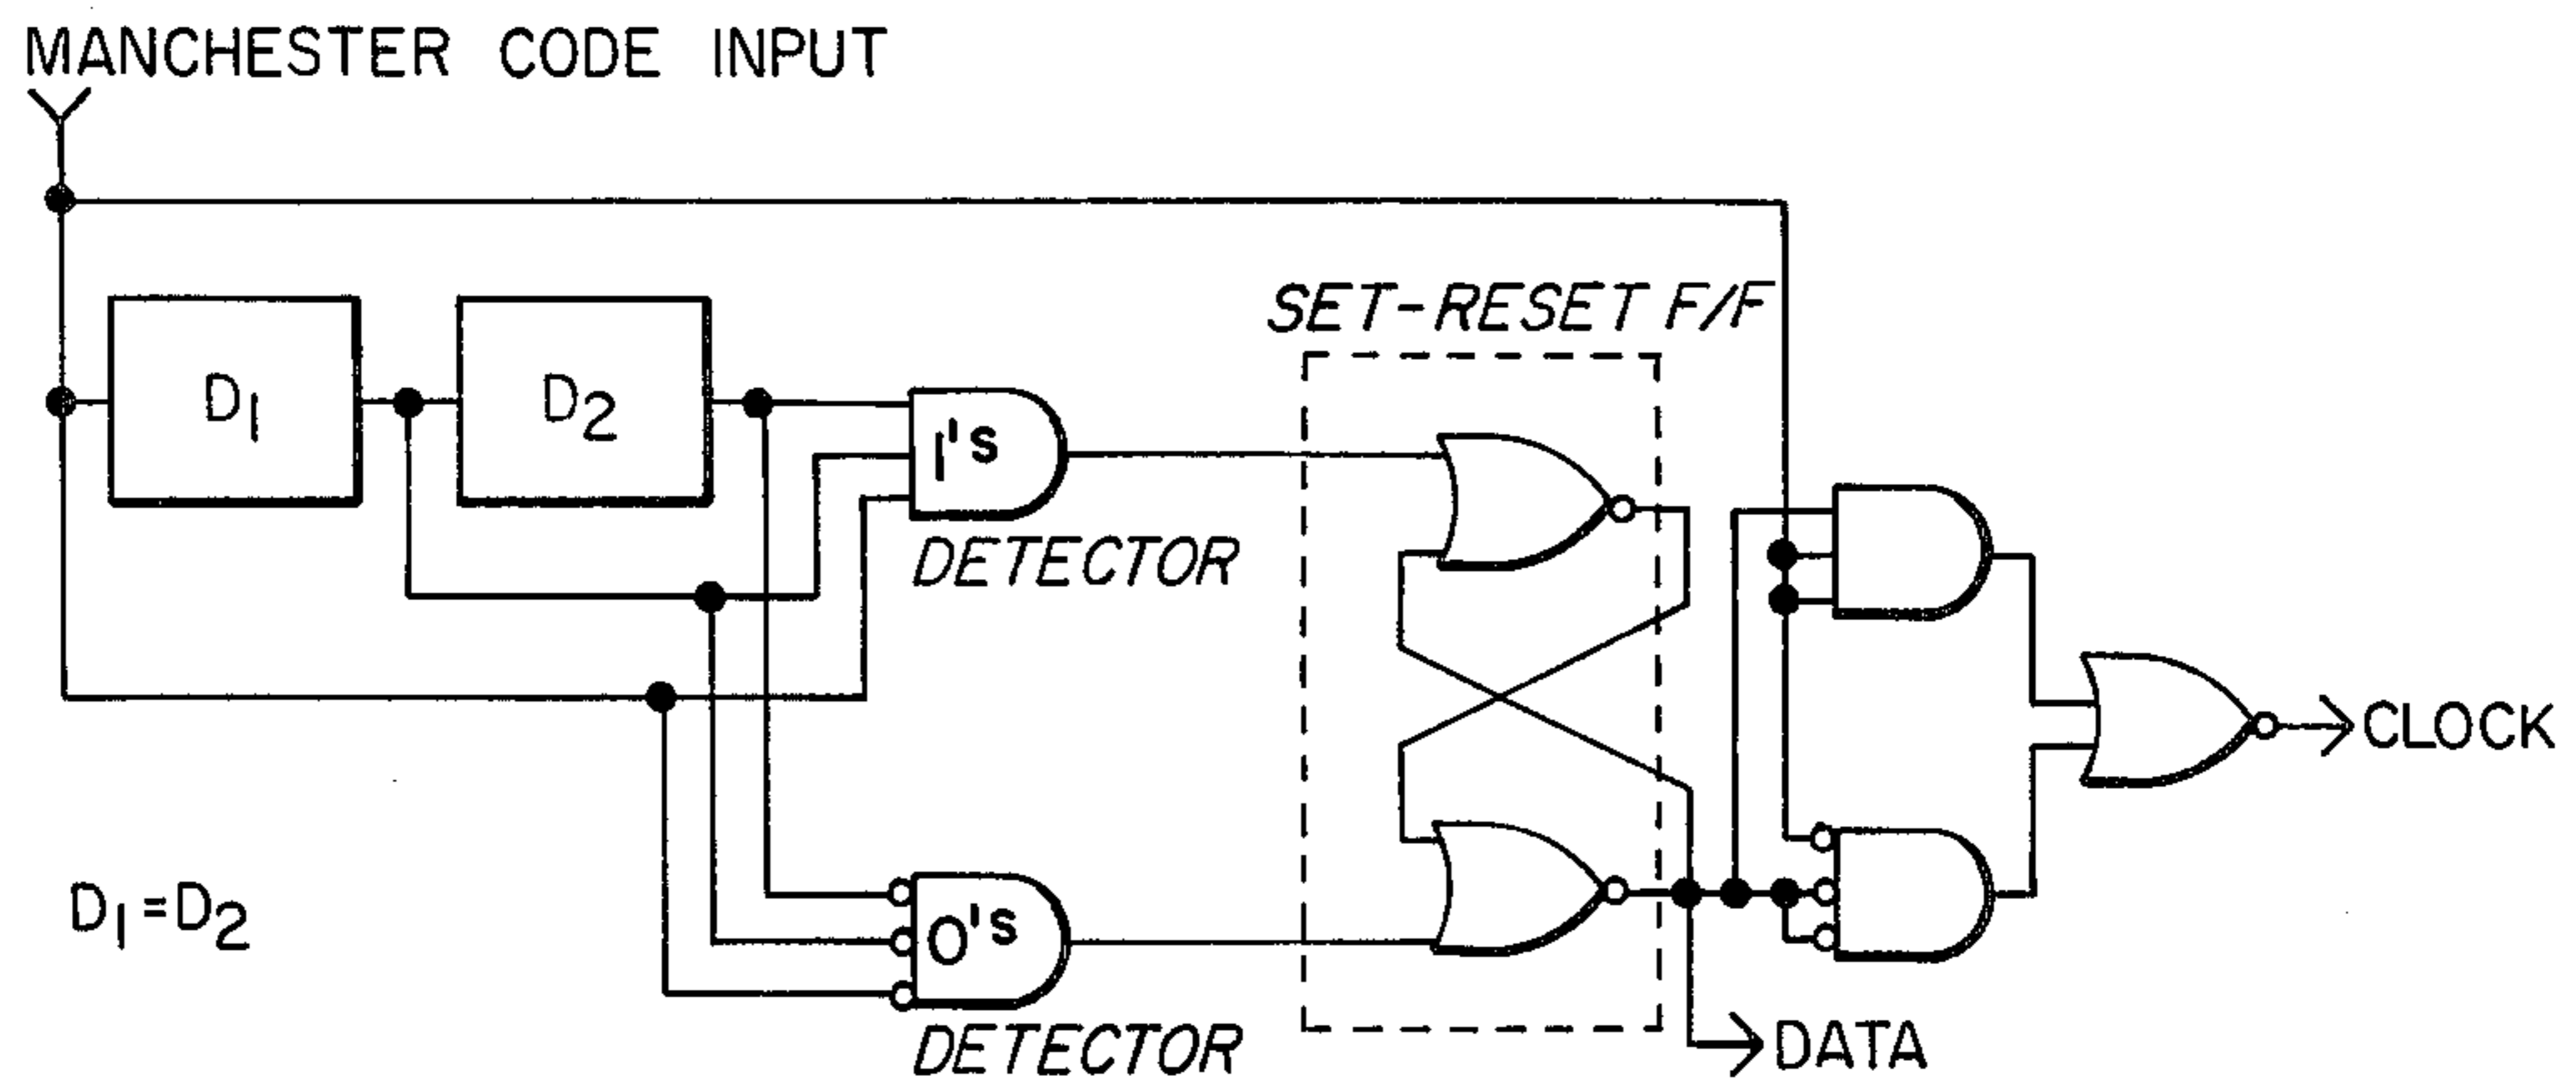 MANCHESTER CODE INPUT
SET-RESET F/F
D1
D2
1's
DETECTOR
CLOCK
D1=D2
0's
DETECTOR
DATA